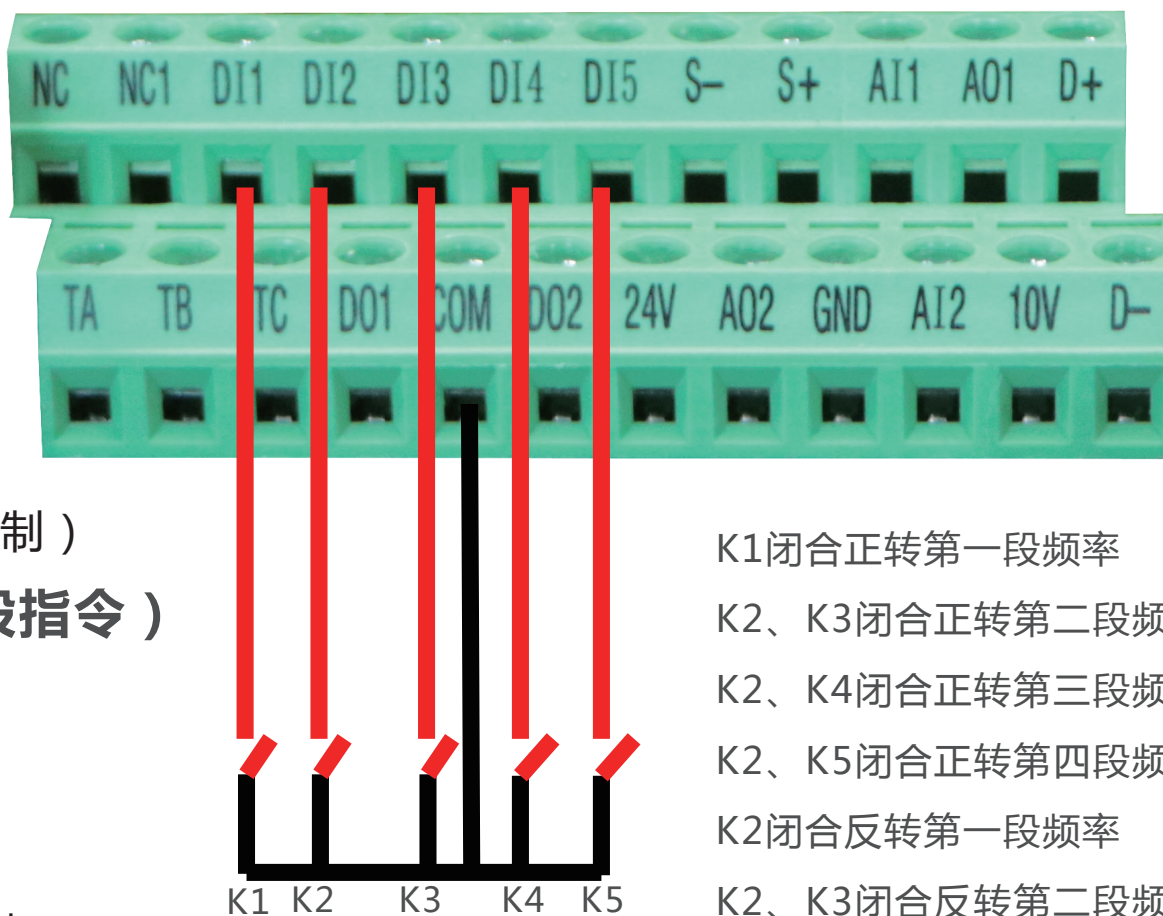 NC NC1 DI1 DI2 DI3 DI4 DI5 S− S+ AI1 AO1 D+
TA TB TC DO1 COM DO2 24V AO2 GND AI2 10V D−
制）
段指令）
K1闭合正转第一段频率
K2、K3闭合正转第二段频
K2、K4闭合正转第三段频
K2、K5闭合正转第四段频
K2闭合反转第一段频率
K2、K3闭合反转第二段频
K1 K2 K3 K4 K5